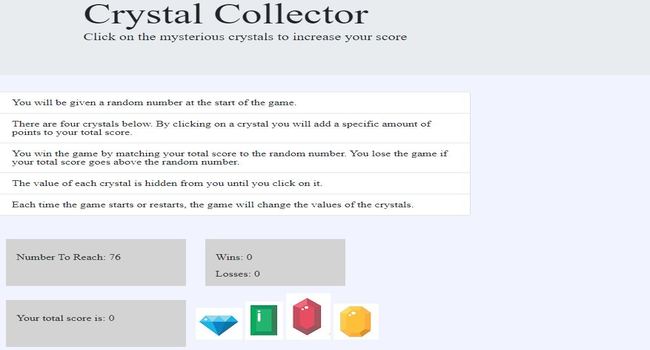 Crystal Collector
Click on the mysterious crystals to increase your score
You will be given a random number at the start of the game.
There are four crystals below. By clicking on a crystal you will add a specific amount of
points to your total score.
You win the game by matching your total score to the random number. You lose the game if
your total score goes above the random number.
The value of each crystal is hidden from you until you click on it.
Each time the game starts or restarts, the game will change the values of the crystals.
Number To Reach: 76
Wins: 0
Losses: 0
Your total score is: 0